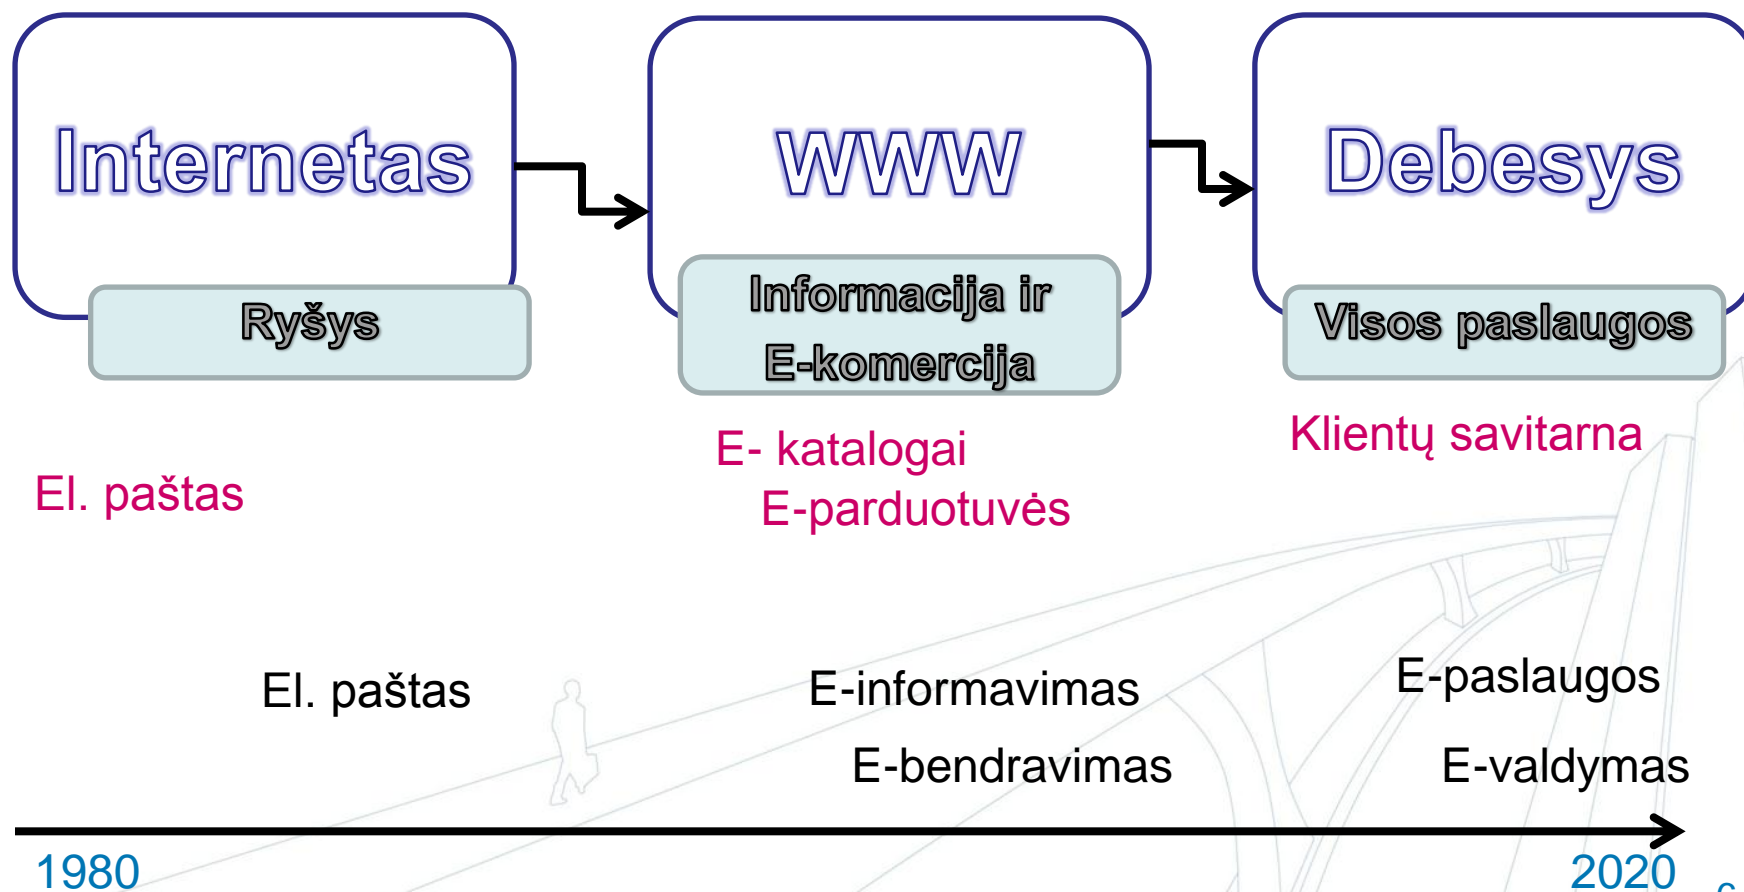 Internetas
WWW
Debesys
Ryšys
Informacija ir
E-komercija
Visos paslaugos
El. paštas
E- katalogai
E-parduotuvės
Klientų savitarna
El. paštas
E-informavimas
E-bendravimas
E-paslaugos
E-valdymas
1980
2020